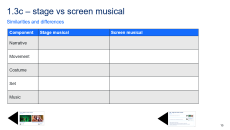 1.3c – stage vs screen musical
Similarities and differences
Component Stage musical Screen musical
Narrative
Movement
Costume
Set
Music